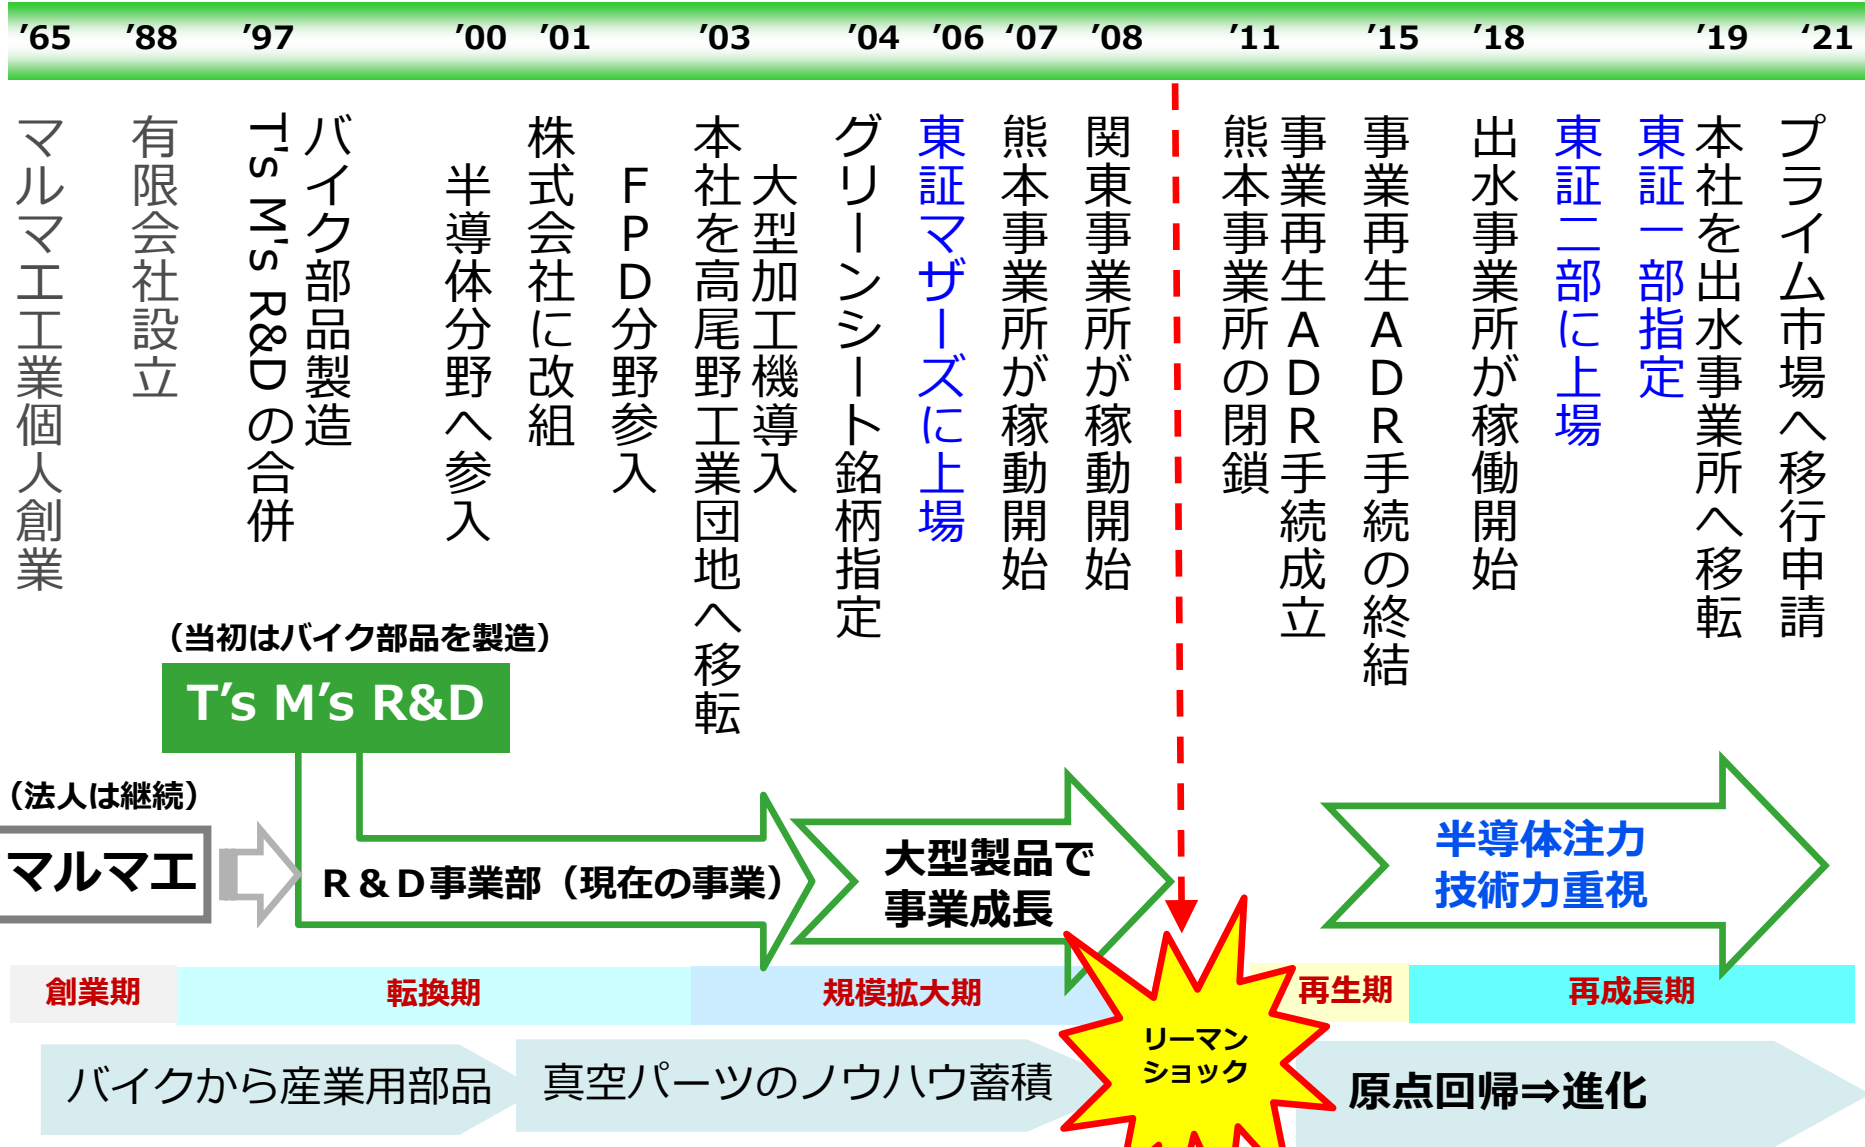 ’65 ’88 ’97 ’00 ’01 ’03 ’04 ’06 ‘07 ’08 ’11 ’15 ’18 ’19 ‘21
マルマエ工業個人創業
有限会社設立
T's M's R&Dの合併
バイク部品製造
半導体分野へ参入
株式会社に改組
ＦＰＤ分野参入
本社を高尾野工業団地へ移転
大型加工機導入
グリーンシート銘柄指定
東証マザーズに上場
熊本事業所が稼動開始
関東事業所が稼動開始
熊本事業所の閉鎖
事業再生ＡＤＲ手続成立
事業再生ＡＤＲ手続の終結
出水事業所が稼働開始
東証二部に上場
東証一部指定
本社を出水事業所へ移転
プライム市場へ移行申請
（当初はバイク部品を製造）
T’s M’s R&D
（法人は継続）
マルマエ
Ｒ＆Ｄ事業部（現在の事業）
大型製品で
事業成長
半導体注力
技術力重視
創業期
転換期
規模拡大期
再生期
再成長期
リーマン
ショック
バイクから産業用部品
真空パーツのノウハウ蓄積
原点回帰⇒進化